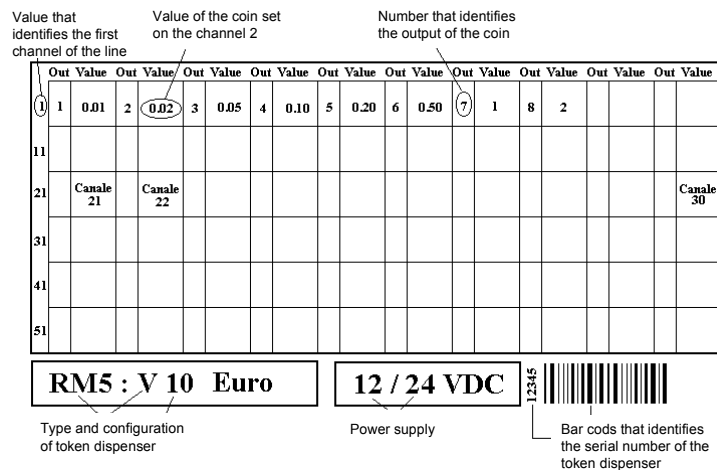 Value that
identifies the first
channel of the line
Value of the coin set
on the channel 2
Number that identifies
the output of the coin
Out Value Out Value Out Value Out Value Out Value Out Value Out Value Out Value Out Value Out Value
1 1 0.01 2 0.02 3 0.05 4 0.10 5 0.20 6 0.50 7 1 8 2
11
21 Canale 21 Canale 22 Canale 30
31
41
51
RM5 : V 10 Euro
12 / 24 VDC
12345
Type and configuration
of token dispenser
Power supply
Bar cods that identifies
the serial number of the
token dispenser